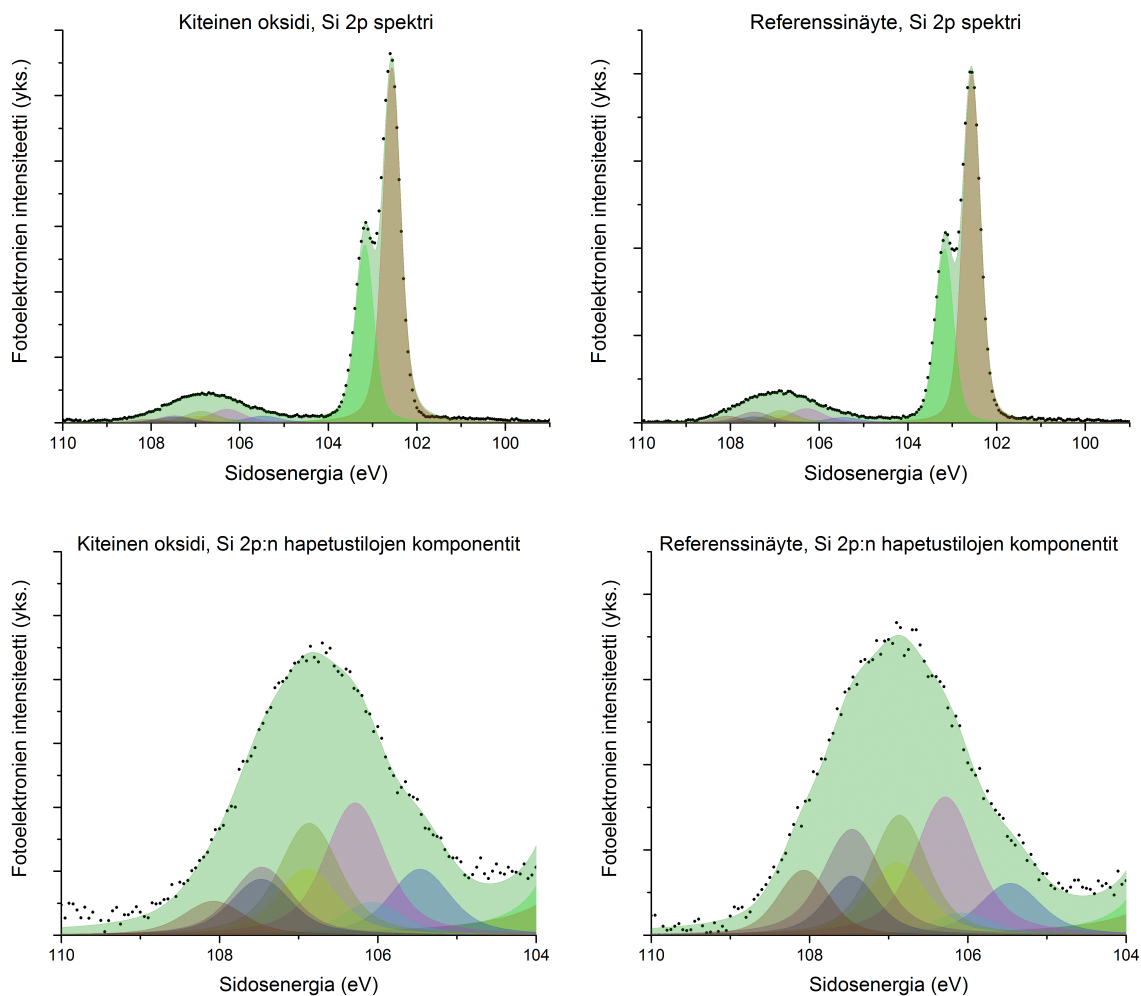 Kiteinen oksidi, Si 2p spektri
Fotoelektronien intensiteetti (yks.)
110 108 106 104 102 100
Sidosenergia (eV)
Referenssinäyte, Si 2p spektri
Fotoelektronien intensiteetti (yks.)
110 108 106 104 102 100
Sidosenergia (eV)
Kiteinen oksidi, Si 2p:n hapetustilojen komponentit
Fotoelektronien intensiteetti (yks.)
110 108 106 104
Sidosenergia (eV)
Referenssinäyte, Si 2p:n hapetustilojen komponentit
Fotoelektronien intensiteetti (yks.)
110 108 106 104
Sidosenergia (eV)